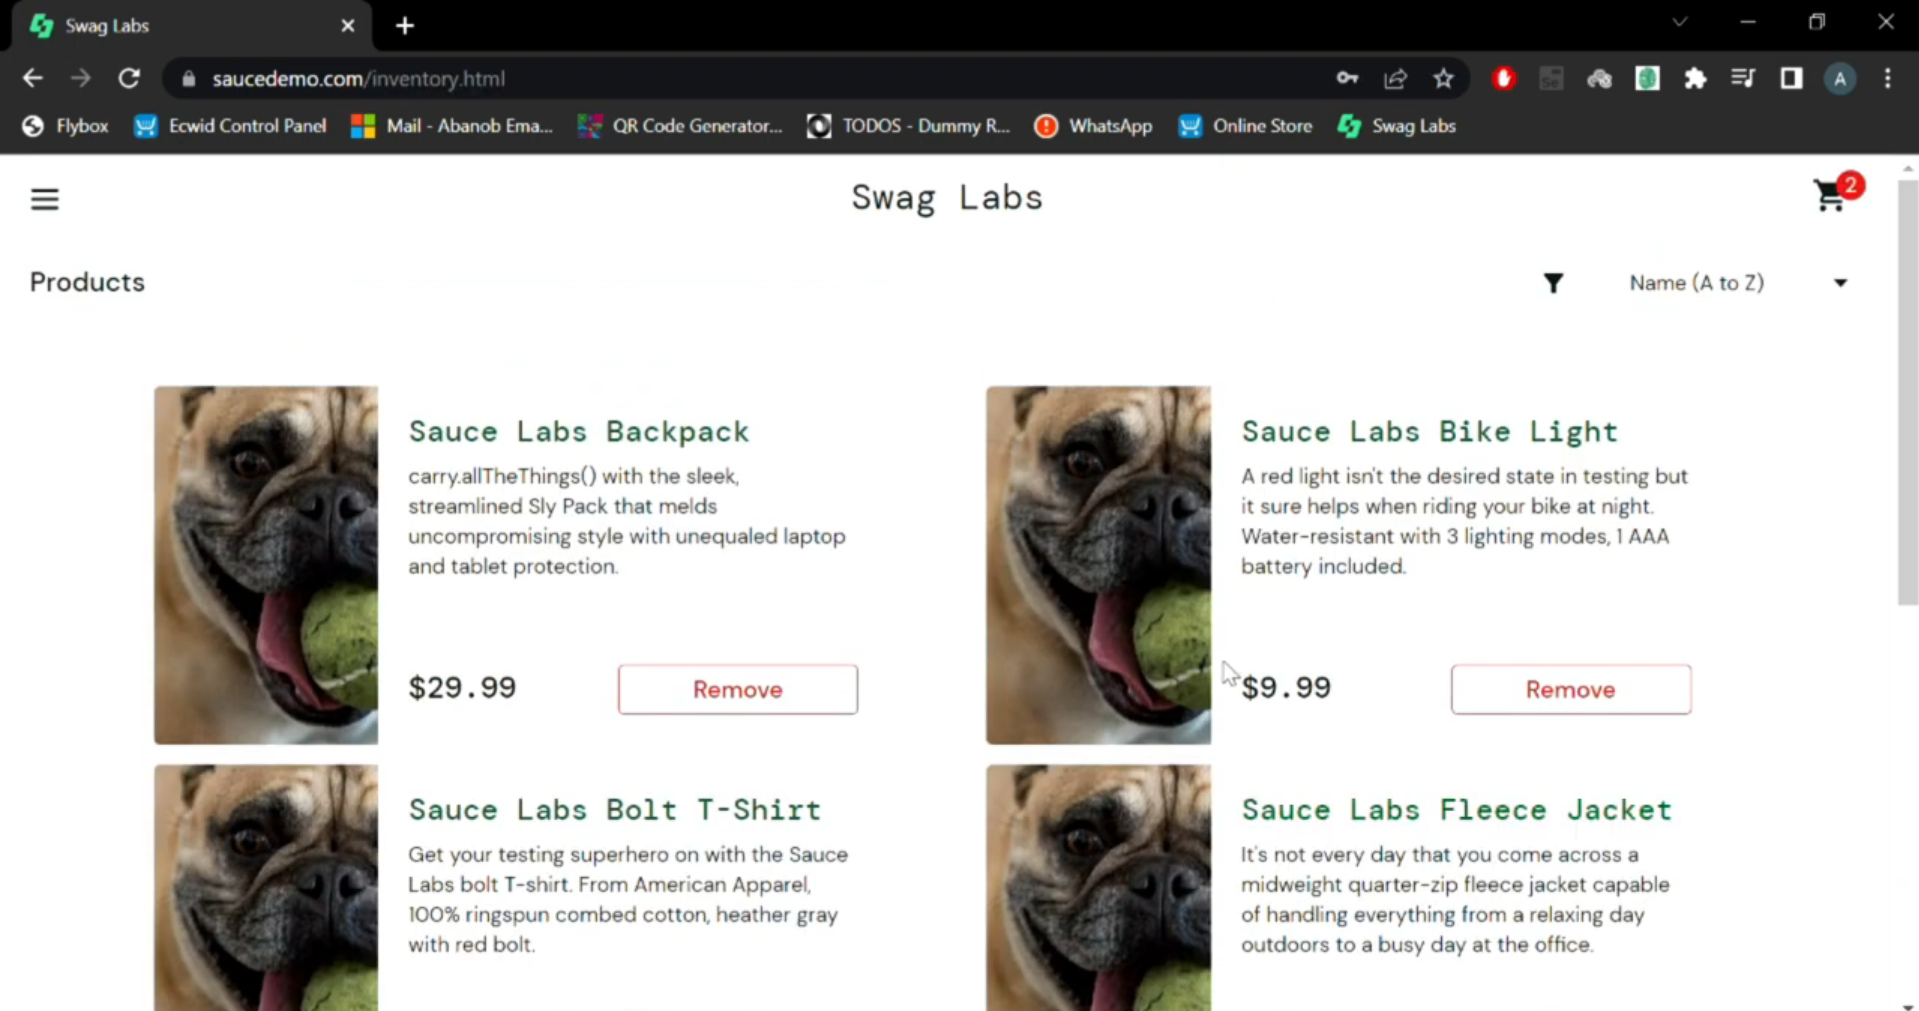 Swag Labs
saucedemo.com/inventory.html
A
Flybox
Ecwid Control Panel
Mail - Abanob Ema...
QR Code Generator...
TODOS - Dummy R...
WhatsApp
Online Store
Swag Labs
Swag Labs
2
Products
Name (A to Z)
Sauce Labs Backpack
carry.allTheThings() with the sleek,
streamlined Sly Pack that melds
uncompromising style with unequaled laptop
and tablet protection.
$29.99
Remove
Sauce Labs Bike Light
A red light isn't the desired state in testing but
it sure helps when riding your bike at night.
Water-resistant with 3 lighting modes, 1 AAA
battery included.
$9.99
Remove
Sauce Labs Bolt T-Shirt
Get your testing superhero on with the Sauce
Labs bolt T-shirt. From American Apparel,
100% ringspun combed cotton, heather gray
with red bolt.
Sauce Labs Fleece Jacket
It's not every day that you come across a
midweight quarter-zip fleece jacket capable
of handling everything from a relaxing day
outdoors to a busy day at the office.